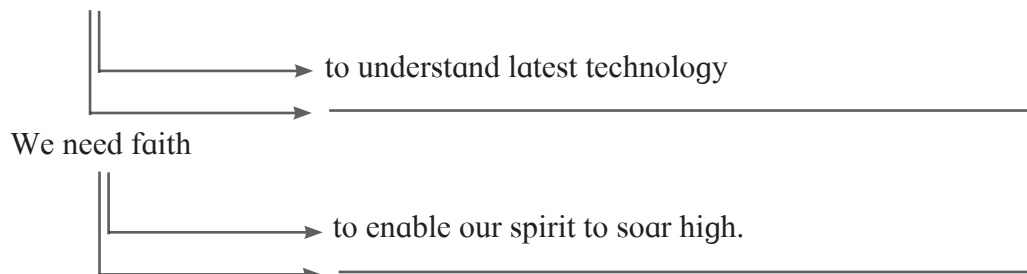 to understand latest technology
We need faith
to enable our spirit to soar high.